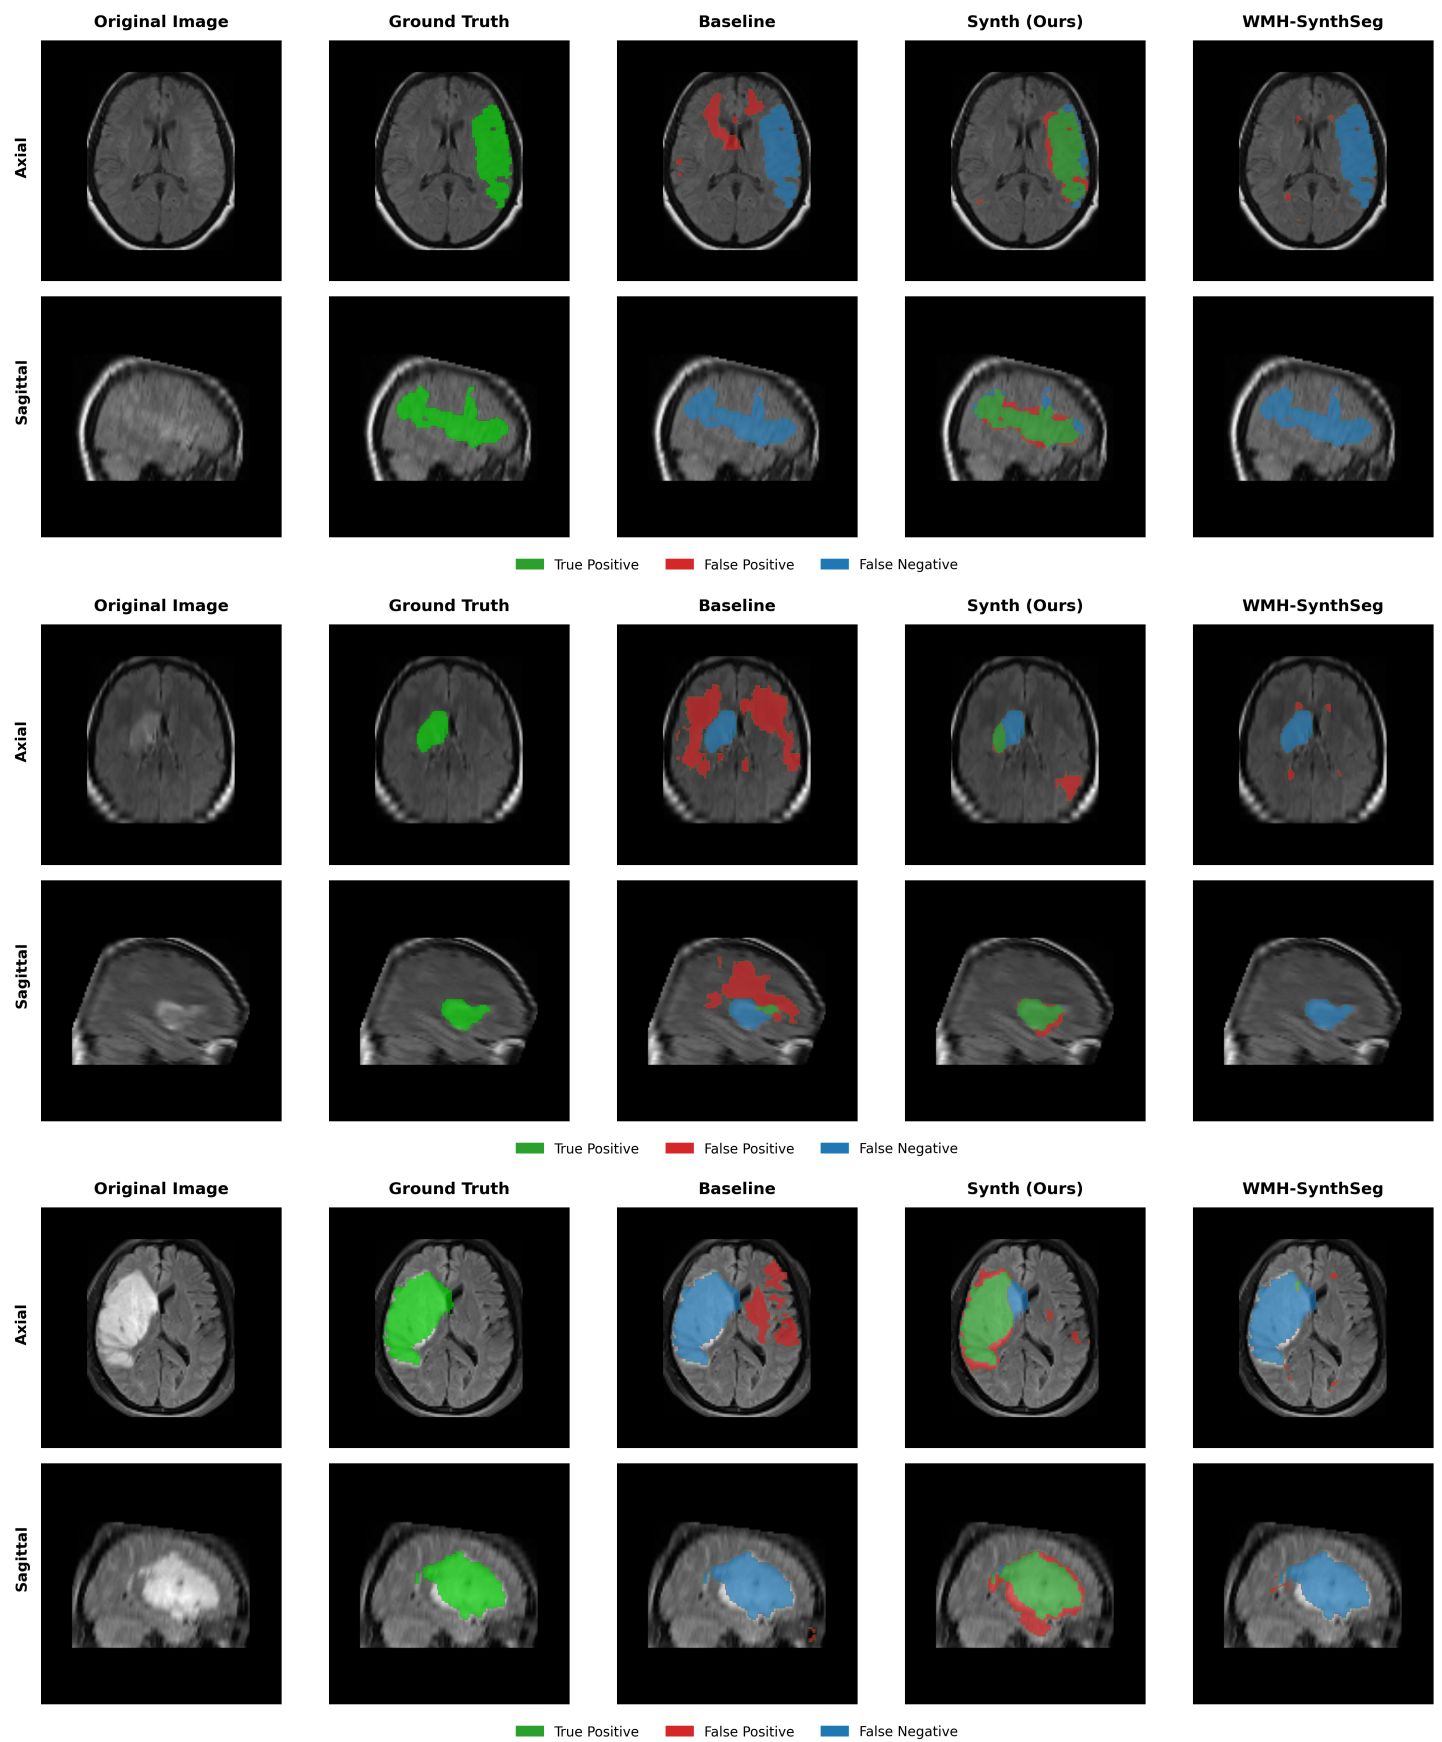 Original Image Ground Truth Baseline Synth (Ours) WMH-SynthSeg
Axial
Sagittal
True Positive False Positive False Negative
Original Image Ground Truth Baseline Synth (Ours) WMH-SynthSeg
Axial
Sagittal
True Positive False Positive False Negative
Original Image Ground Truth Baseline Synth (Ours) WMH-SynthSeg
Axial
Sagittal
True Positive False Positive False Negative